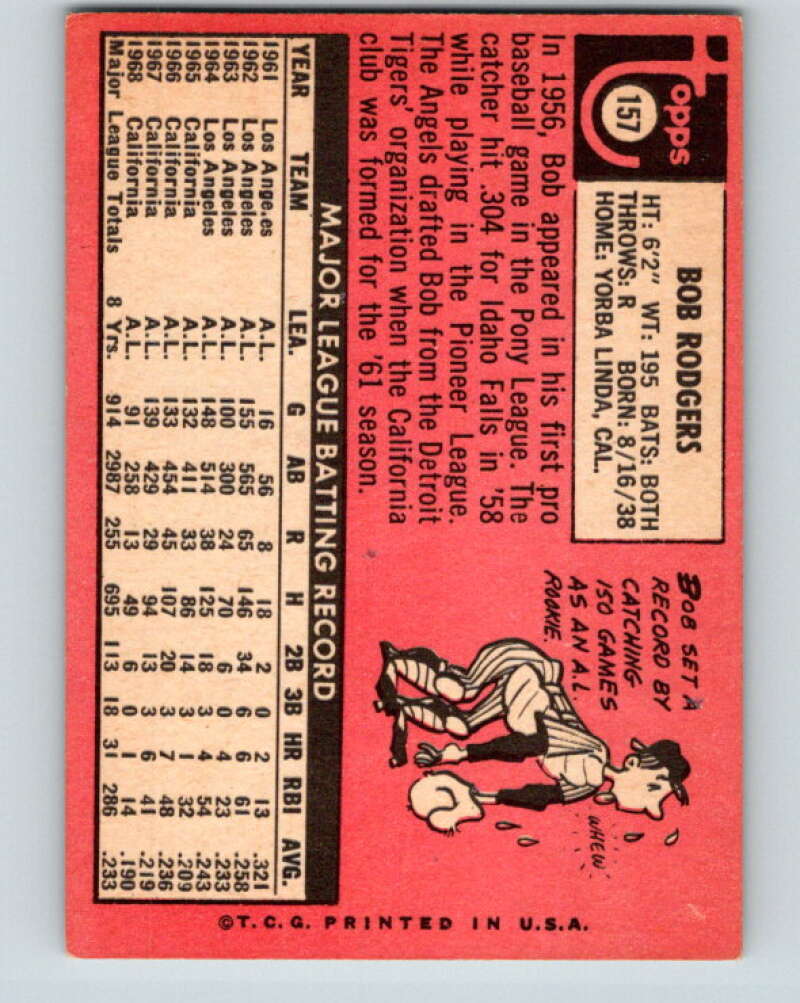 Topps
157
BOB RODGERS
HT: 6'2" WT: 195 BATS: BOTH
THROWS: R BORN: 8/16/38
HOME: YORBA LINDA, CAL.
BOB SET A
RECORD BY
CATCHING
150 GAMES
AS AN A.L.
ROOKIE.
WHEW
In 1956, Bob appeared in his first pro
baseball game in the Pony League. The
catcher hit .304 for Idaho Falls in '58
while playing in the Pioneer League.
The Angels drafted Bob from the Detroit
Tigers' organization when the California
club was formed for the '61 season.
MAJOR LEAGUE BATTING RECORD
YEAR TEAM LEA. G AB R H 2B 3B HR RBI AVG.
1961 Los Angeles A.L. 16 56 8 18 2 0 2 13 .321
1962 Los Angeles A.L. 155 565 65 146 34 6 6 61 .258
1963 Los Angeles A.L. 100 300 24 70 6 0 4 23 .233
1964 Los Angeles A.L. 148 514 38 125 18 3 4 54 .243
1965 California A.L. 132 411 33 86 14 3 1 32 .209
1966 California A.L. 133 454 45 107 20 3 7 48 .236
1967 California A.L. 139 429 29 94 13 3 6 41 .219
1968 California A.L. 91 258 13 49 6 0 1 14 .190
Major League Totals 8 Yrs. 914 2987 255 695 113 18 31 286 .233
©T.C.G. PRINTED IN U.S.A.